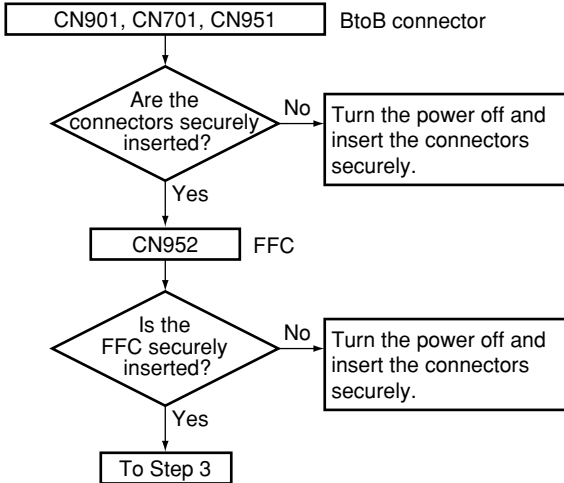 CN901, CN701, CN951
BtoB connector
Are the
connectors securely
inserted?
No
Turn the power off and
insert the connectors
securely.
Yes
CN952
FFC
Is the
FFC securely
inserted?
No
Turn the power off and
insert the connectors
securely.
Yes
To Step 3